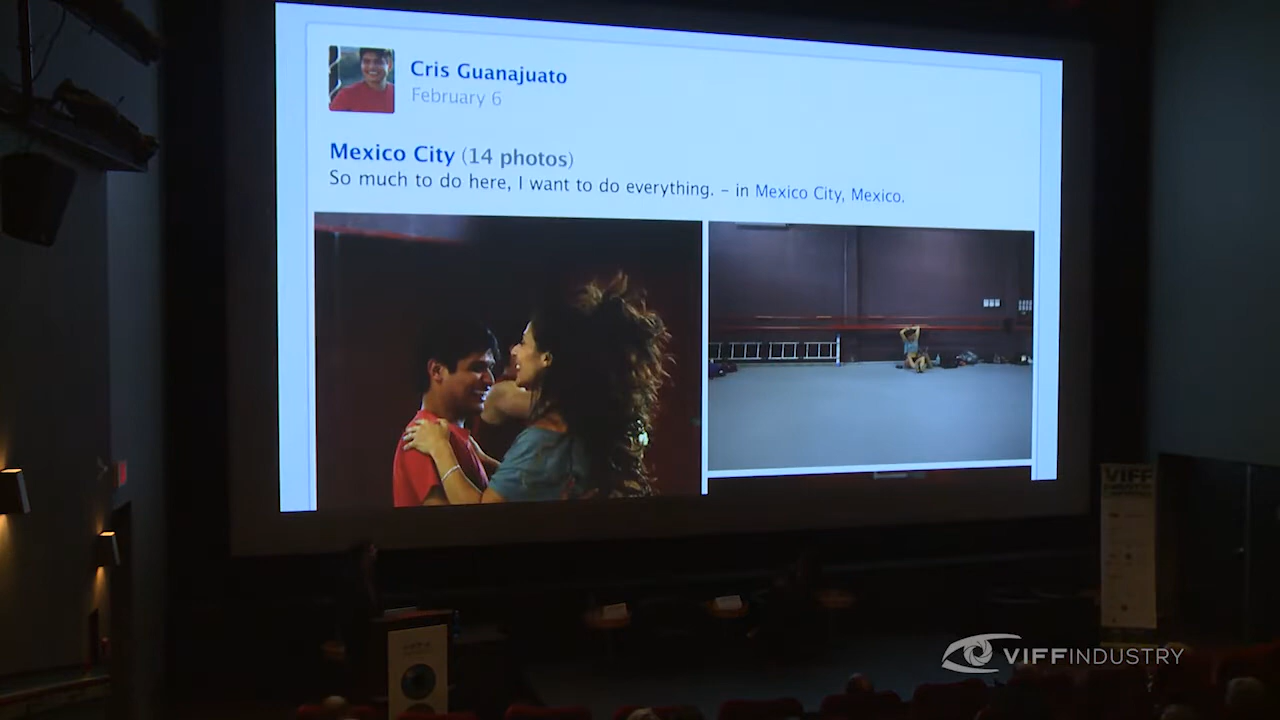 Cris Guanajuato
February 6
Mexico City (14 photos)
So much to do here, I want to do everything. – in Mexico City, Mexico.
VIFF
VIFFINDUSTRY